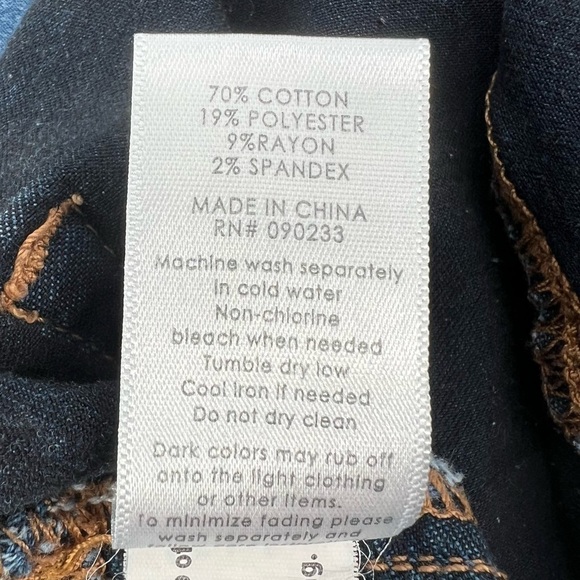 70% COTTON
19% POLYESTER
9%RAYON
2% SPANDEX
MADE IN CHINA
RN# 090233
Machine wash separately
in cold water
Non-chlorine
bleach when needed
Tumble dry low
Cool iron if needed
Do not dry clean
Dark colors may rub off
onto the light clothing
or other items.
To minimize fading please
wash separately and